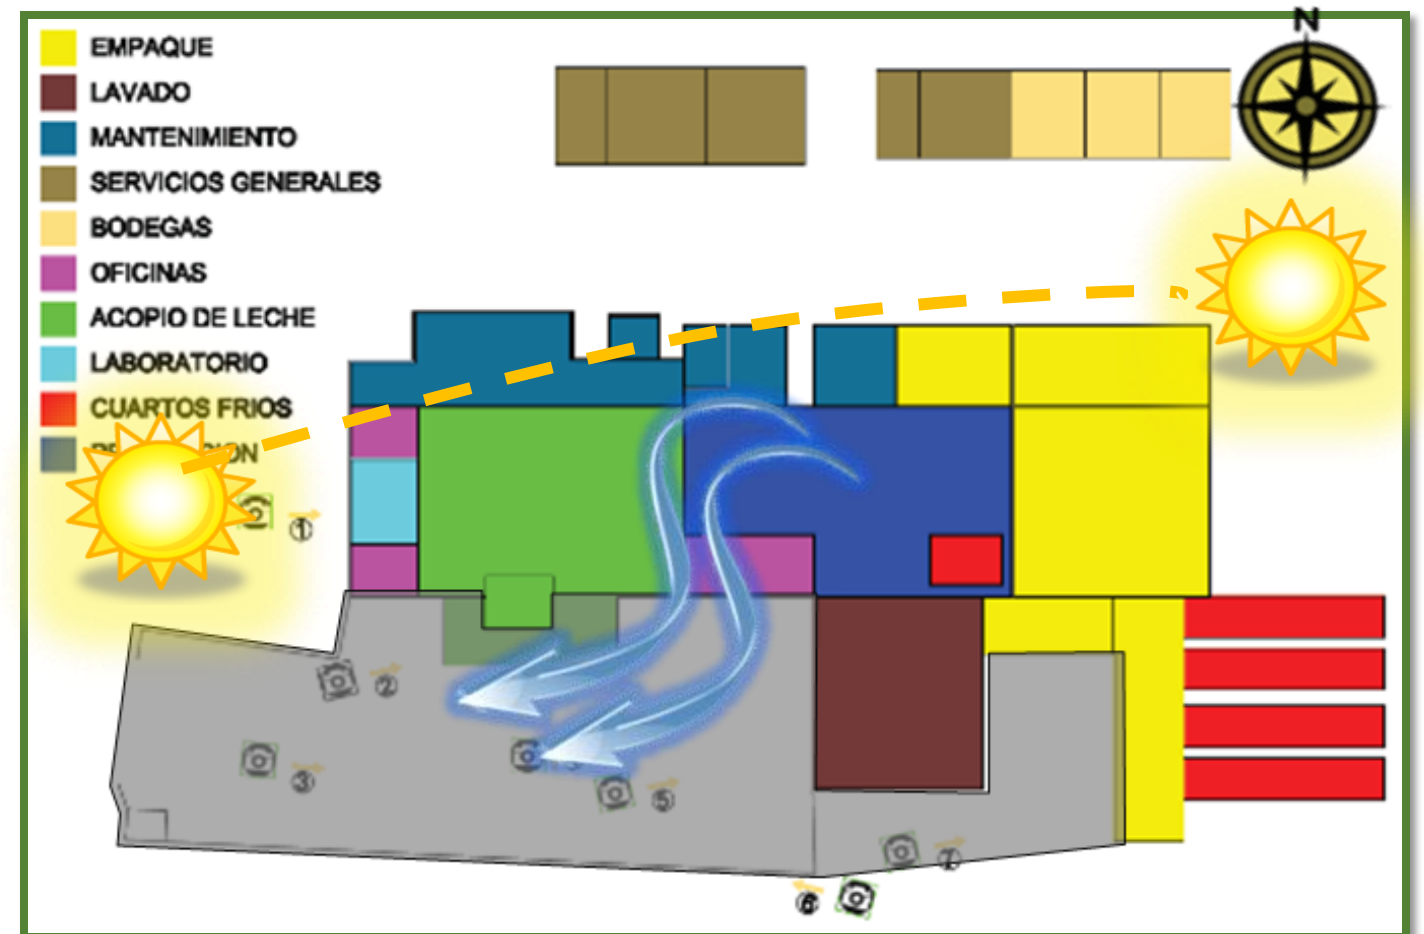 N
EMPAQUE
LAVADO
MANTENIMIENTO
SERVICIOS GENERALES
BODEGAS
OFICINAS
ACOPIO DE LECHE
LABORATORIO
CUARTOS FRIOS
1
2
3
5
7
6